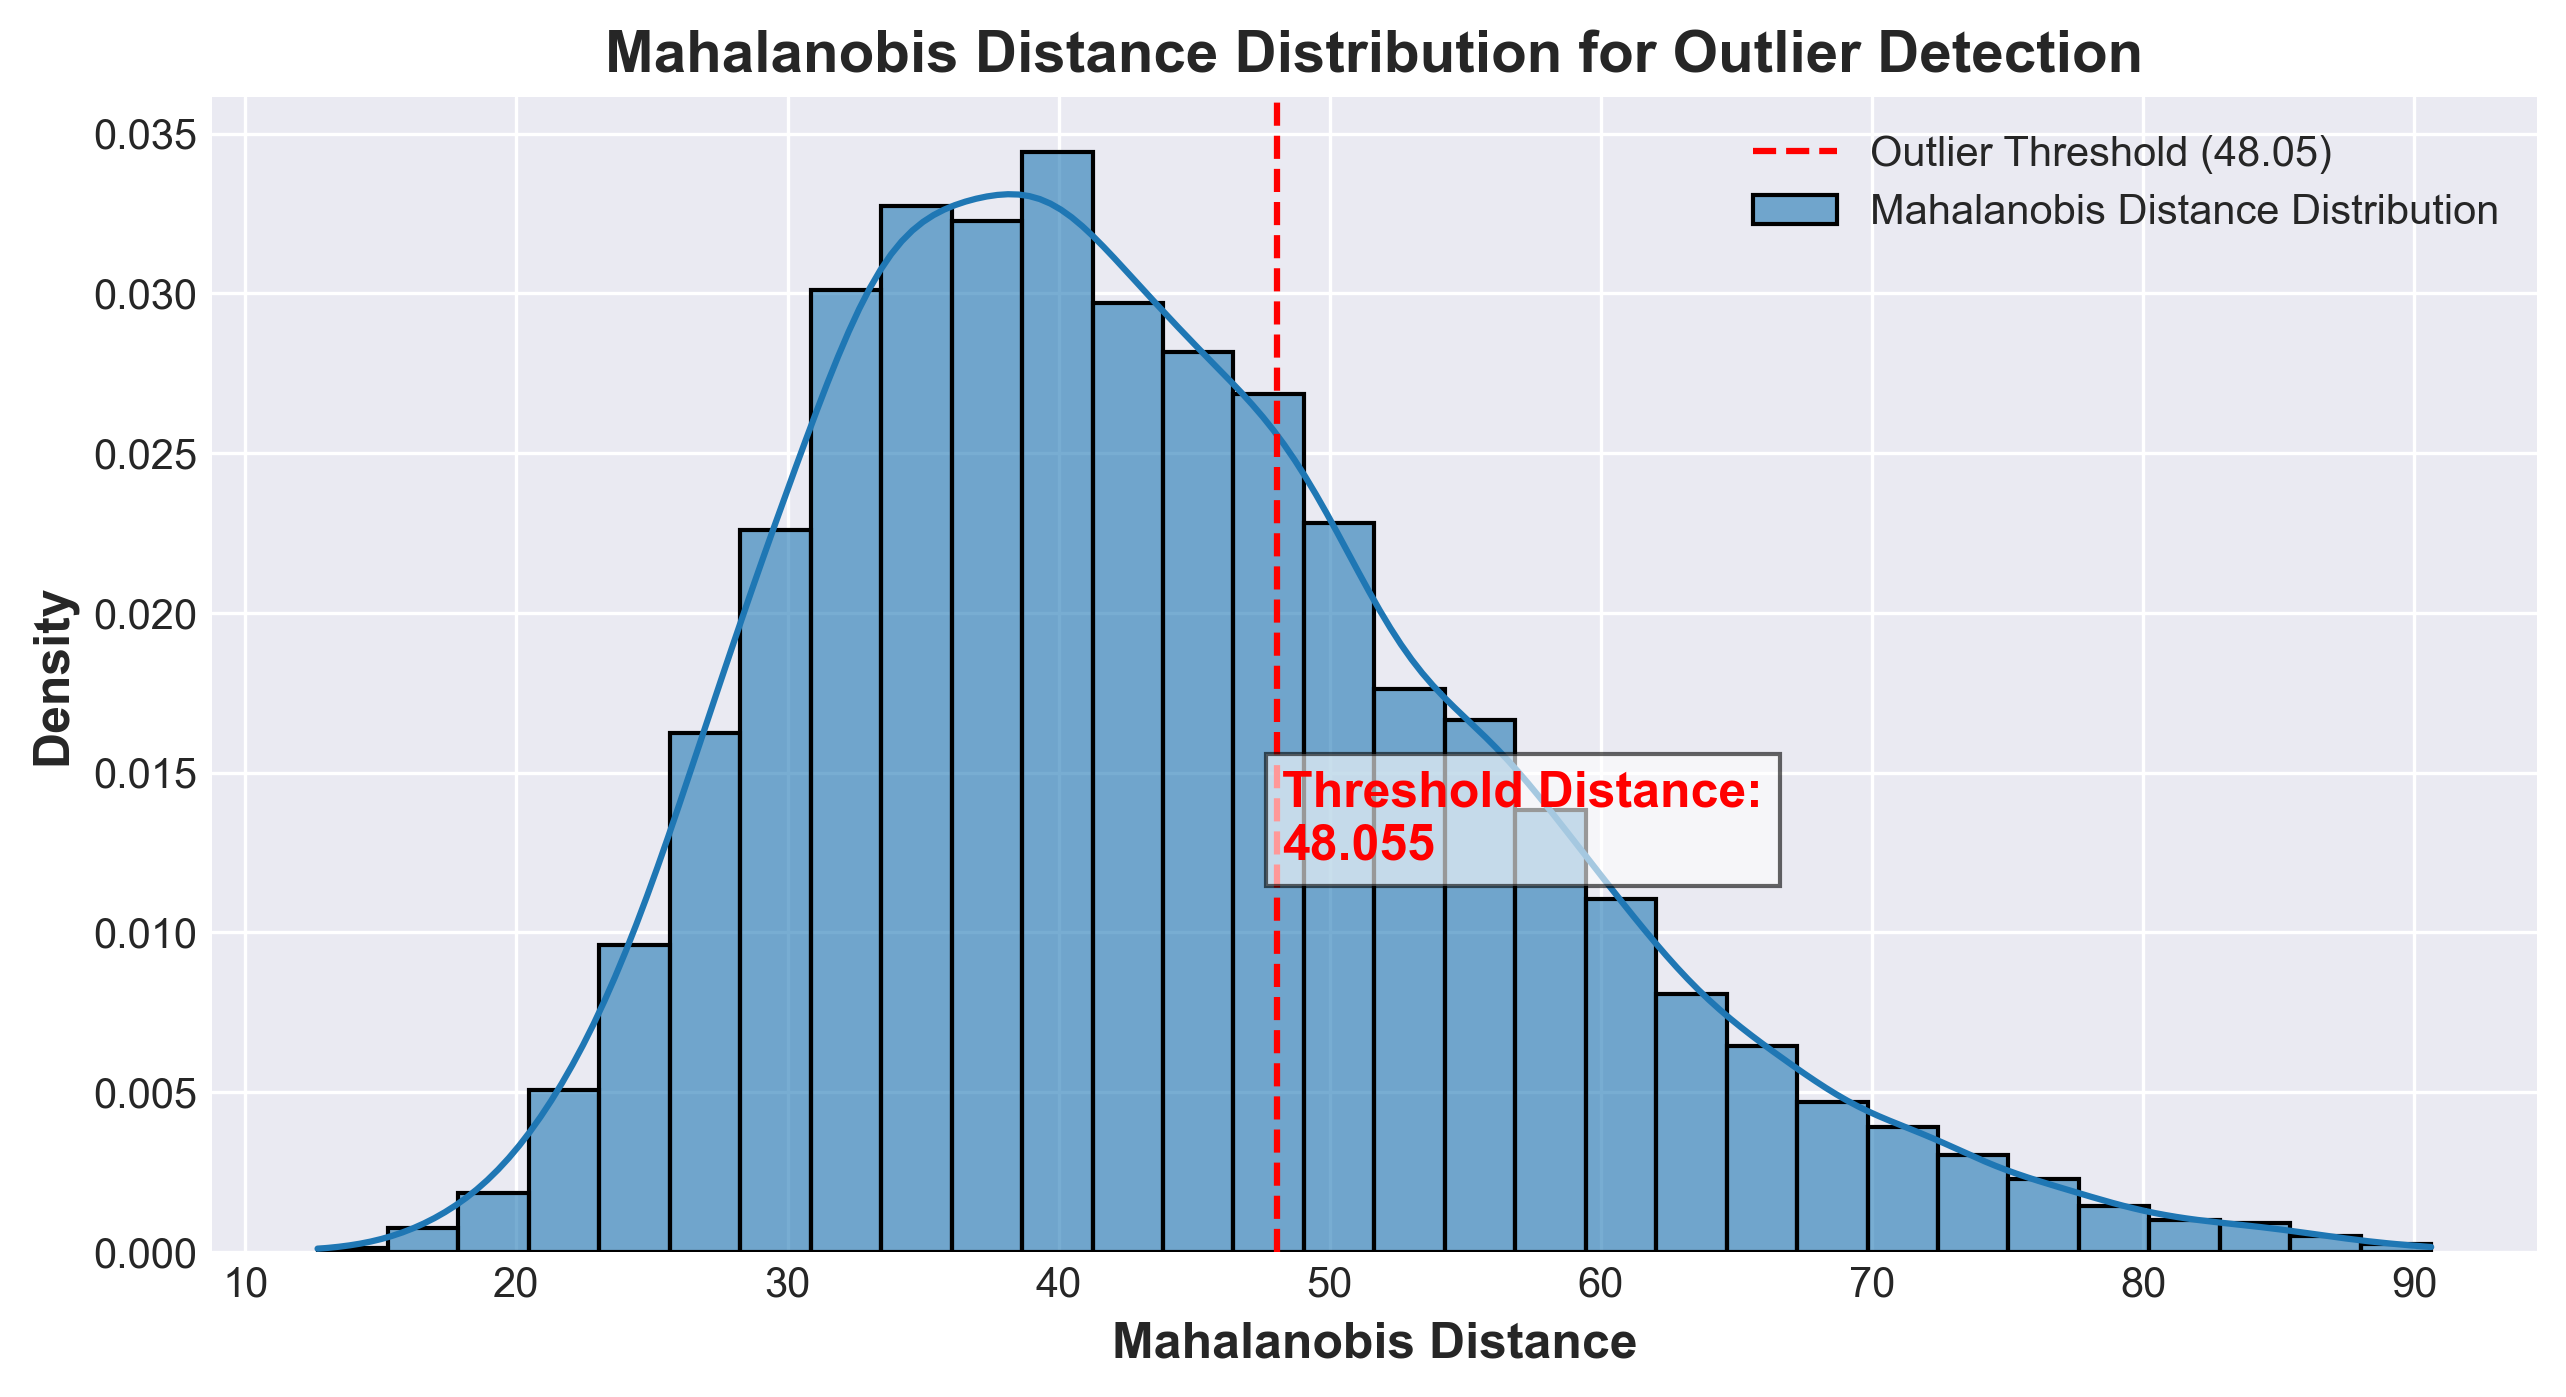 Mahalanobis Distance Distribution for Outlier Detection
Outlier Threshold (48.05)
Mahalanobis Distance Distribution
0.035
0.030
0.025
0.020
0.015
0.010
0.005
0.000
Density
Threshold Distance:
48.055
10 20 30 40 50 60 70 80 90
Mahalanobis Distance